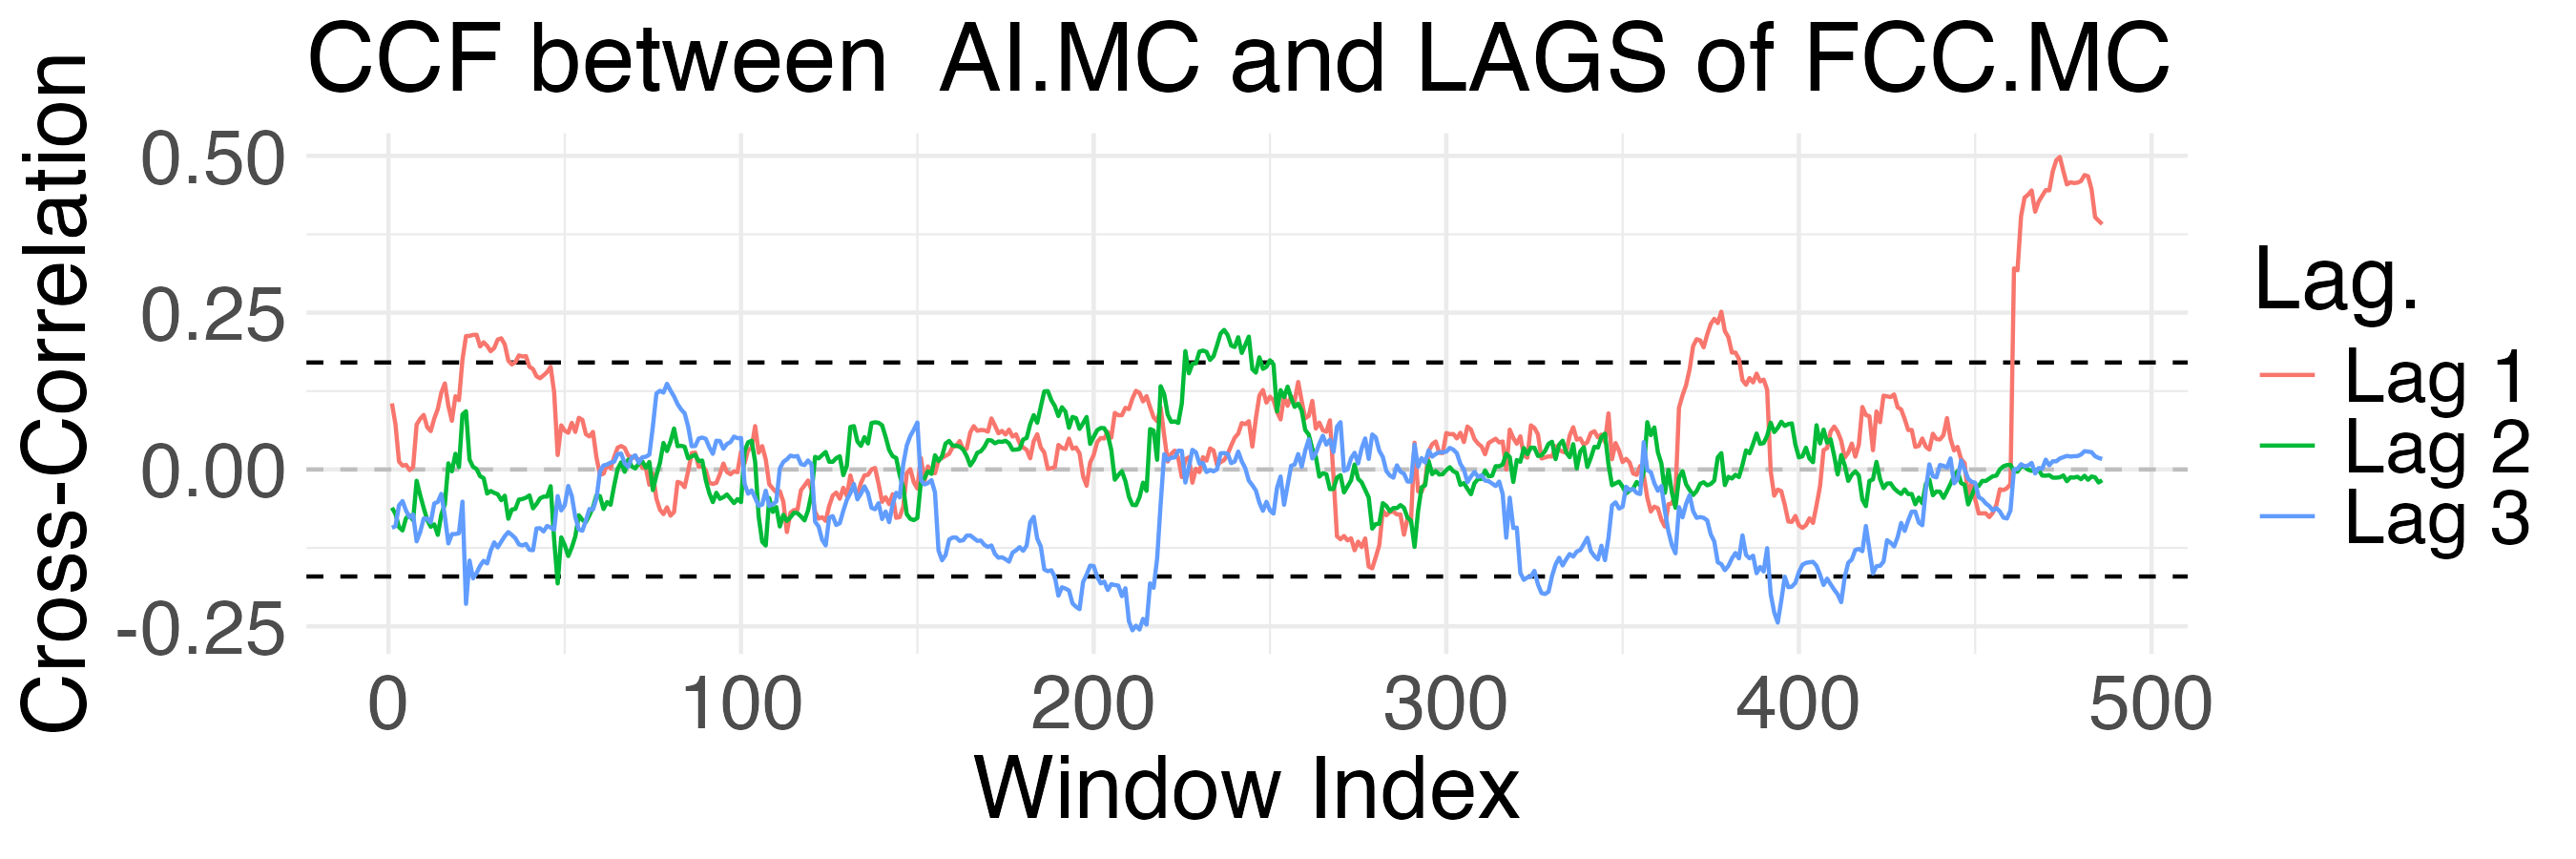 CCF between  AI.MC and LAGS of FCC.MC
Cross-Correlation
0.50
0.25
0.00
-0.25
0 100 200 300 400 500
Window Index
Lag.
Lag 1
Lag 2
Lag 3